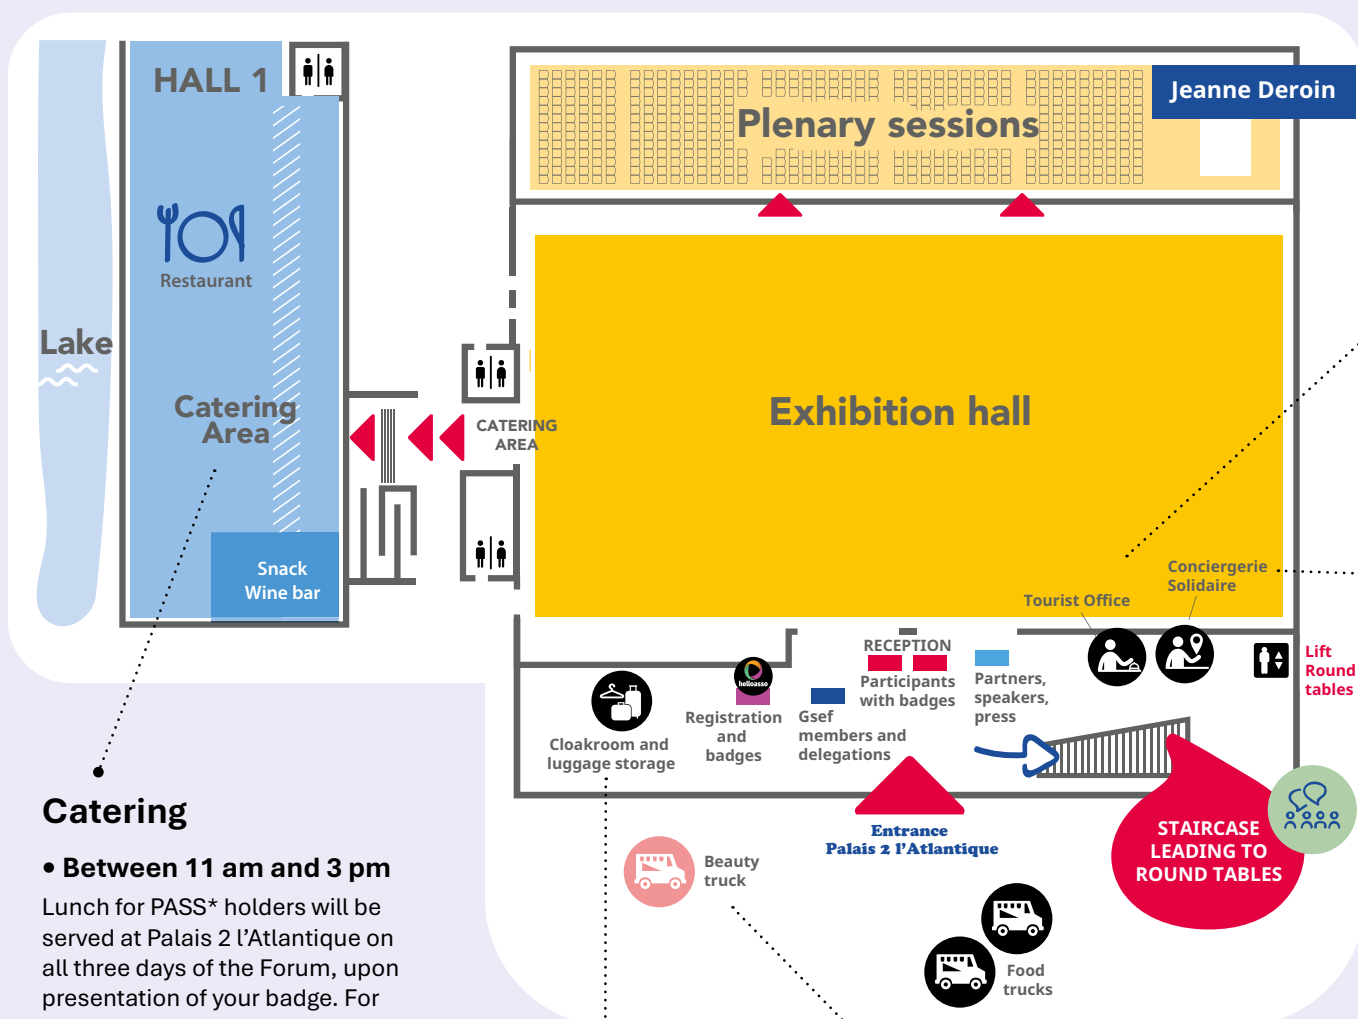 HALL 1
Jeanne Deroin
Plenary sessions
Restaurant
Lake
Catering
Area
CATERING
AREA
Exhibition hall
Snack
Wine bar
Conciergerie
Solidaire
Tourist Office
RECEPTION
Participants
with badges
Partners,
speakers,
press
Lift
Round
tables
helloasso
Registration
and
badges
Gsef
members and
delegations
Cloakroom and
luggage storage
Entrance
Palais 2 l’Atlantique
STAIRCASE
LEADING TO
ROUND TABLES
Beauty
truck
Food
trucks
Catering
• Between 11 am and 3 pm
Lunch for PASS* holders will be
served at Palais 2 l’Atlantique on
all three days of the Forum, upon
presentation of your badge. For